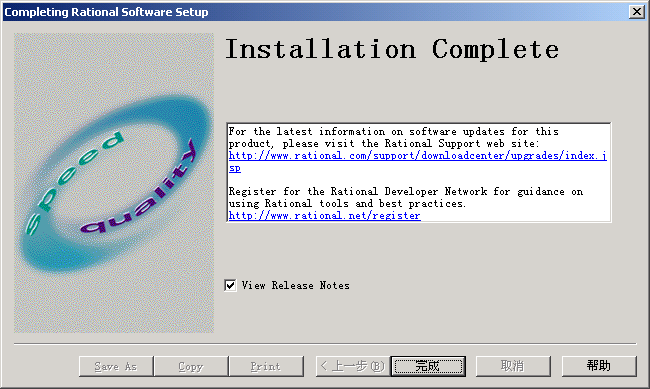 Completing Rational Software Setup
Installation Complete
speed
quality
For the latest information on software updates for this
product, please visit the Rational Support web site:
http://www.rational.com/support/downloadcenter/upgrades/index.j
sp
Register for the Rational Developer Network for guidance on
using Rational tools and best practices.
http://www.rational.net/register
View Release Notes
Save As Copy Print < 上一步(B) 完成 取消 帮助